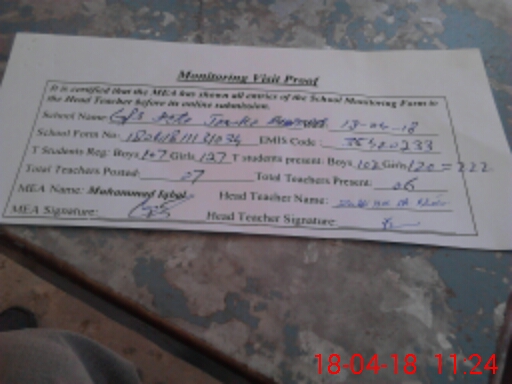 Monitoring Visit Proof
It is certified that the MEA has shown all entries of the School Monitoring Form to
the Head Teacher before its online submission.
School Name: 18-04-18
School Form No: EMIS Code: 35420233
T Students Reg: Boys 107 Girls 127 T students present: Boys 102 Girls 120 = 222
Total Teachers Posted: 07 Total Teachers Present: 06
MEA Name: Muhammad Iqbal Head Teacher Name:
MEA Signature: Head Teacher Signature:
18-04-18 11:24